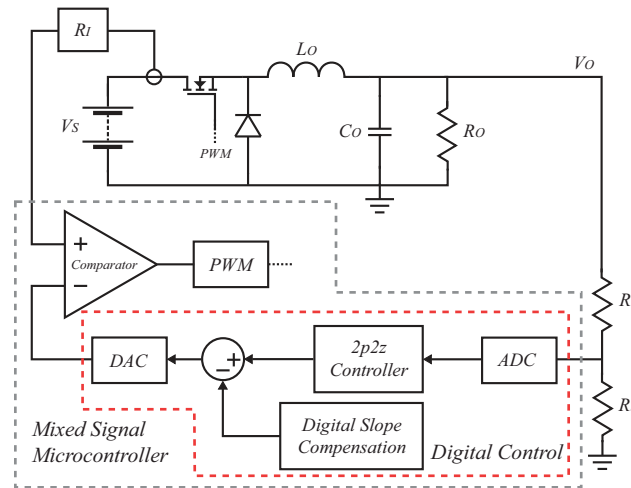 RI
LO
VO
VS
CO
RO
PWM
+
Comparator
−
PWM
R
DAC
+
−
2p2z
Controller
ADC
R
Digital Slope
Compensation
Mixed Signal
Microcontroller
Digital Control